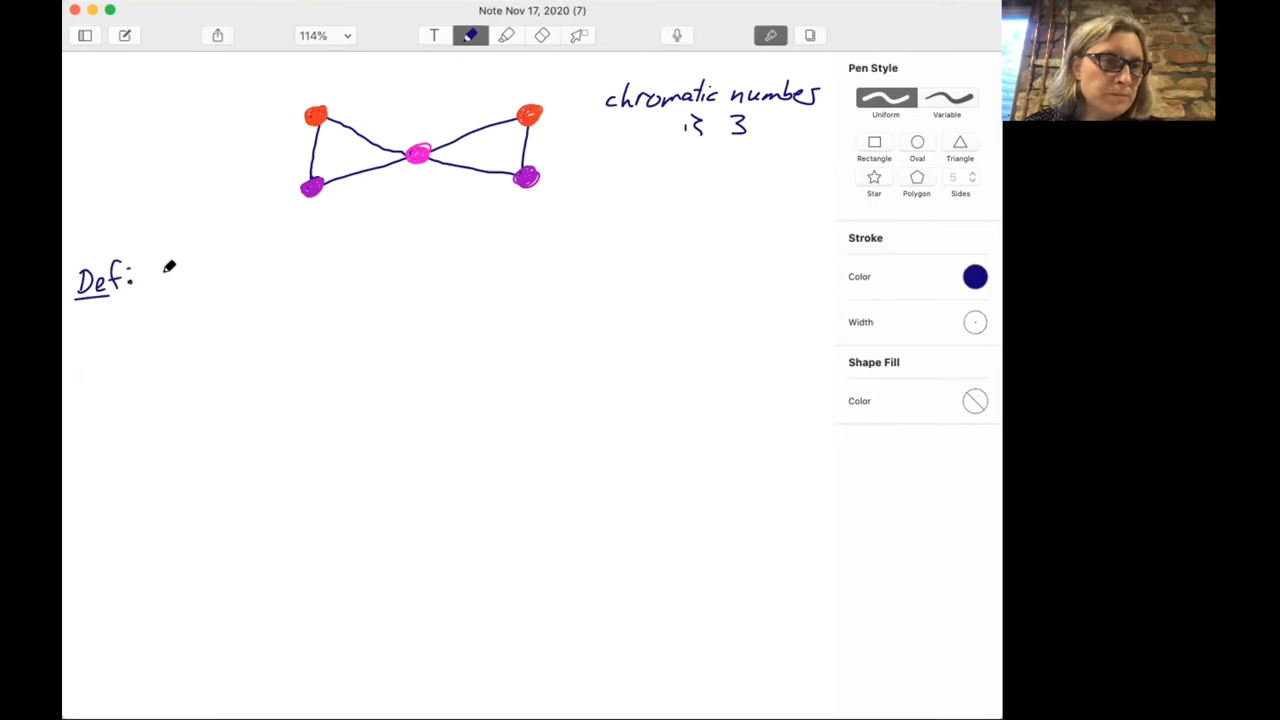 Note Nov 17, 2020 (7)
114%
T
Pen Style
Uniform
Variable
Rectangle
Oval
Triangle
Star
Polygon
5
Sides
Stroke
Color
Width
Shape Fill
Color
chromatic number
is 3
Def: